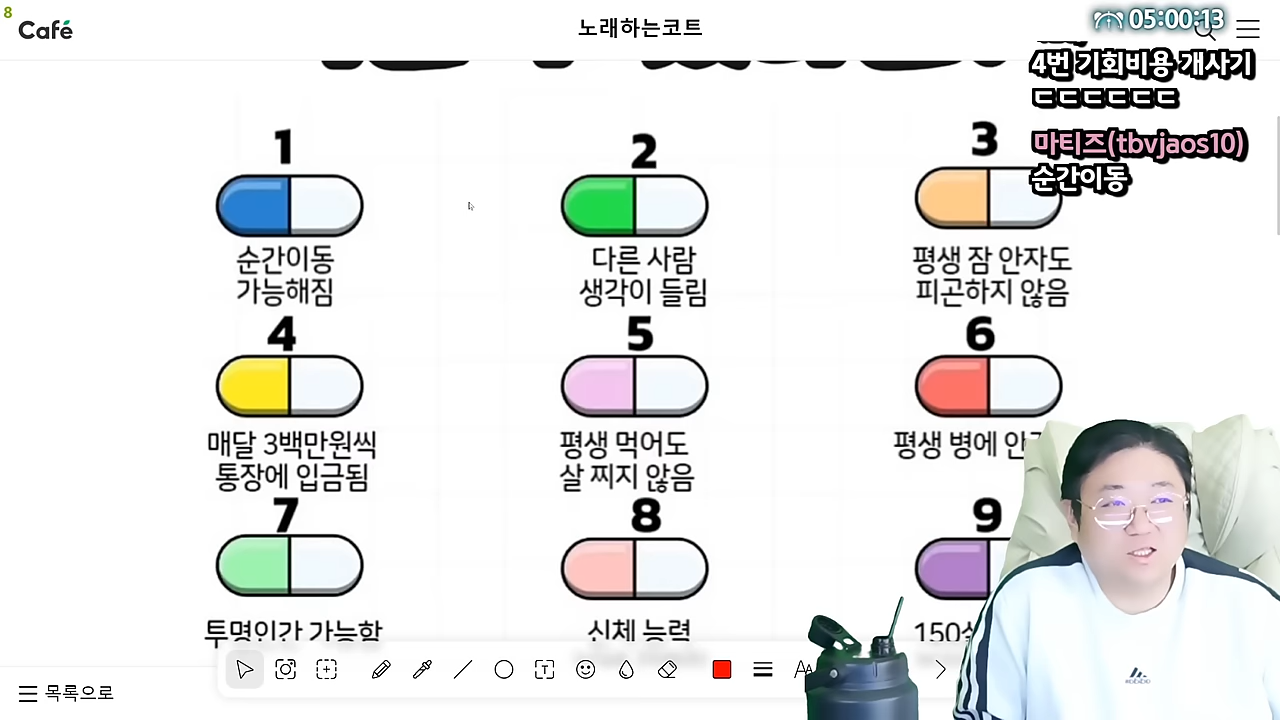 8
Café
노래하는코트
05:00:13
4번 기회비용 개사기
ㄷㄷㄷㄷㄷㄷ
마티즈(tbvjaos10)
순간이동
1
2
3
순간이동
가능해짐
다른 사람
생각이 들림
평생 잠 안자도
피곤하지 않음
4
5
6
매달 3백만원씩
통장에 입금됨
평생 먹어도
살 찌지 않음
평생 병에
7
8
9
투명인간 가능함
신체 능력
목록으로